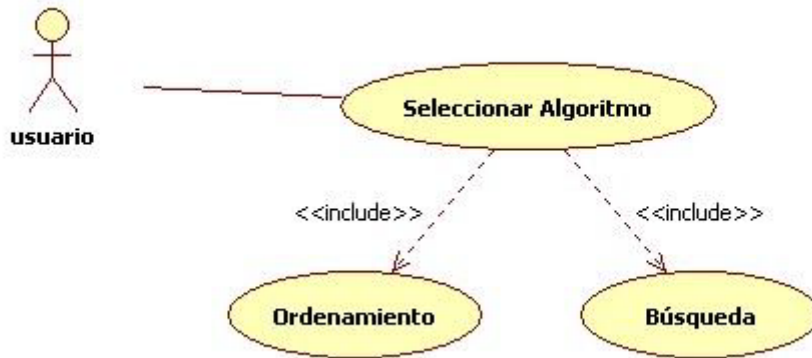 usuario
Seleccionar Algoritmo
<<include>>
<<include>>
Ordenamiento
Búsqueda